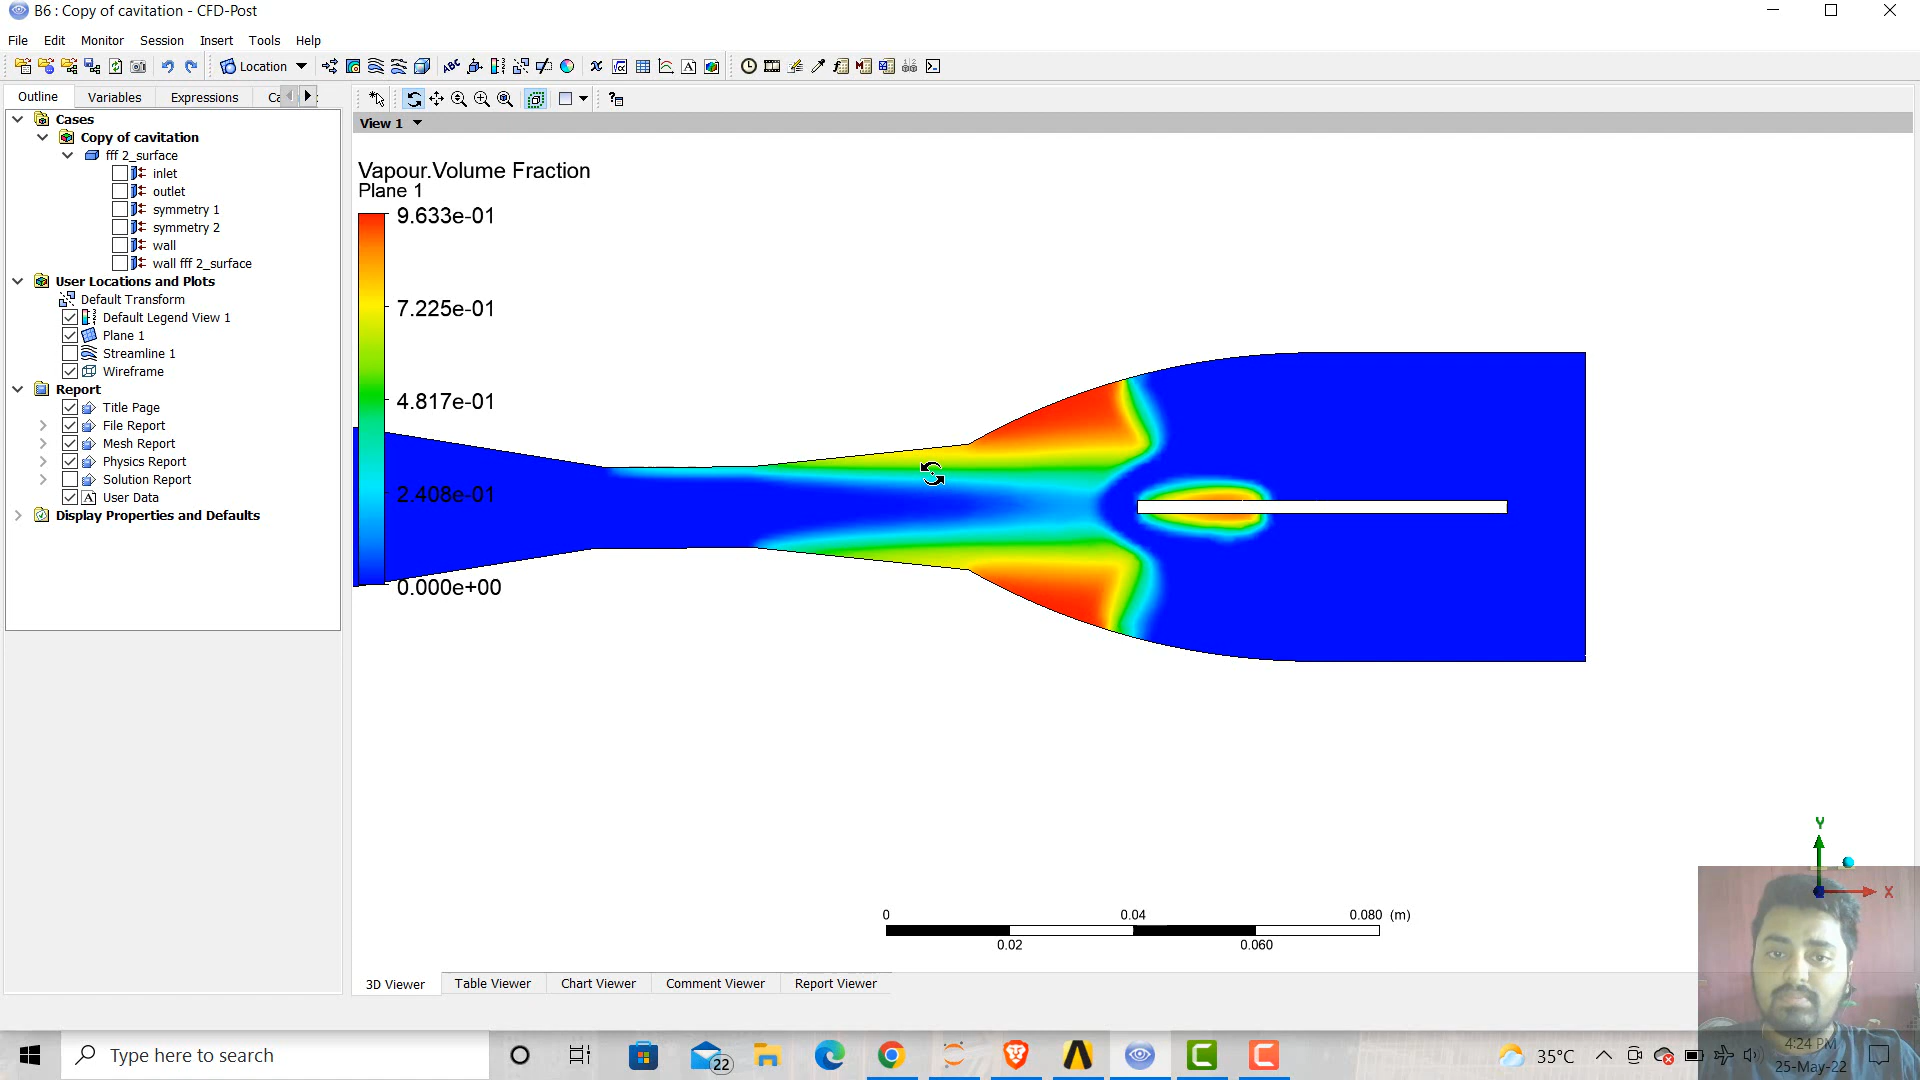 B6 : Copy of cavitation - CFD-Post
File Edit Monitor Session Insert Tools Help
Location
Outline Variables Expressions Ca
Cases
Copy of cavitation
fff 2_surface
inlet
outlet
symmetry 1
symmetry 2
wall
wall fff 2_surface
User Locations and Plots
Default Transform
Default Legend View 1
Plane 1
Streamline 1
Wireframe
Report
Title Page
File Report
Mesh Report
Physics Report
Solution Report
User Data
Display Properties and Defaults
View 1
Vapour.Volume Fraction
Plane 1
9.633e-01
7.225e-01
4.817e-01
2.408e-01
0.000e+00
Y
X
0 0.04 0.080 (m)
0.02 0.060
3D Viewer Table Viewer Chart Viewer Comment Viewer Report Viewer
Type here to search
22
35°C
4:24 PM
25-May-22